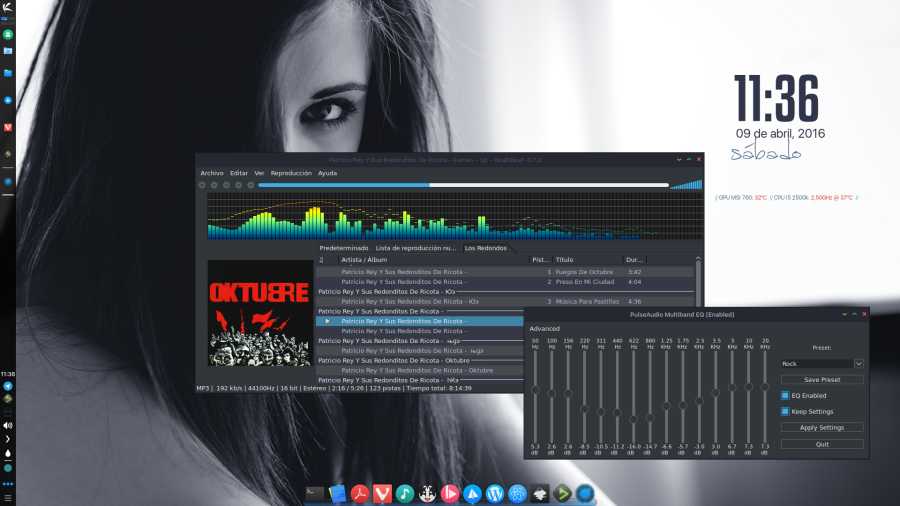 11:36
09 de abril, 2016
sábado
( GPU MSI 760: 32°C ( CPU I5 2500k: 2,50GHz @ 37°C )
Patricio Rey Y Sus Redonditos De Ricota - Gulp - DeaDBeeF 0.7.0
Archivo Editar Ver Reproducción Ayuda
Predeterminado Lista de reproducción nu... Los Redondos
Artista / Álbum Pist... Título Dur...
Patricio Rey Y Sus Redonditos De Ricota - 1 Fuegos De Octubre 3:42
Patricio Rey Y Sus Redonditos De Ricota - 2 Preso En Mi Ciudad 4:04
Patricio Rey Y Sus Redonditos De Ricota -
Patricio Rey Y Sus Redonditos De Ricota - 3 Música Para Pastillas 4:36
Patricio Rey Y Sus Redonditos De Ricota -
Patricio Rey Y Sus Redonditos De Ricota -
Patricio Rey Y Sus Redonditos De Ricota -
Patricio Rey Y Sus Redonditos De Ricota -
Patricio Rey Y Sus Redonditos De Ricota -
Patricio Rey Y Sus Redonditos De Ricota - Oktubre
Patricio Rey Y Sus Redonditos De Ricota - Oktubre
Patricio Rey Y Sus Redonditos De Ricota -
OKTUBRE
MP3 | 192 kbs | 44100Hz | 16 bit | Estéreo | 2:16 / 5:26 | 123 pistas | Tiempo total: 8:14:39
PulseAudio Multiband EQ [Enabled]
Advanced
50 100 156 220 311 440 622 880 1.25 1.75 2.5 3.5 5 10 20
Hz Hz Hz Hz Hz Hz Hz Hz KHz KHz KHz KHz KHz KHz KHz
5.3 2.6 2.6 -8.5 -10.5 -11.2 -16.0 -14.7 -6.6 -5.7 -3.0 3.0 6.7 7.3 7.3
dB dB dB dB dB dB dB dB dB dB dB dB dB dB dB
Preset:
Rock
Save Preset
EQ Enabled
Keep Settings
Apply Settings
Quit
11:36